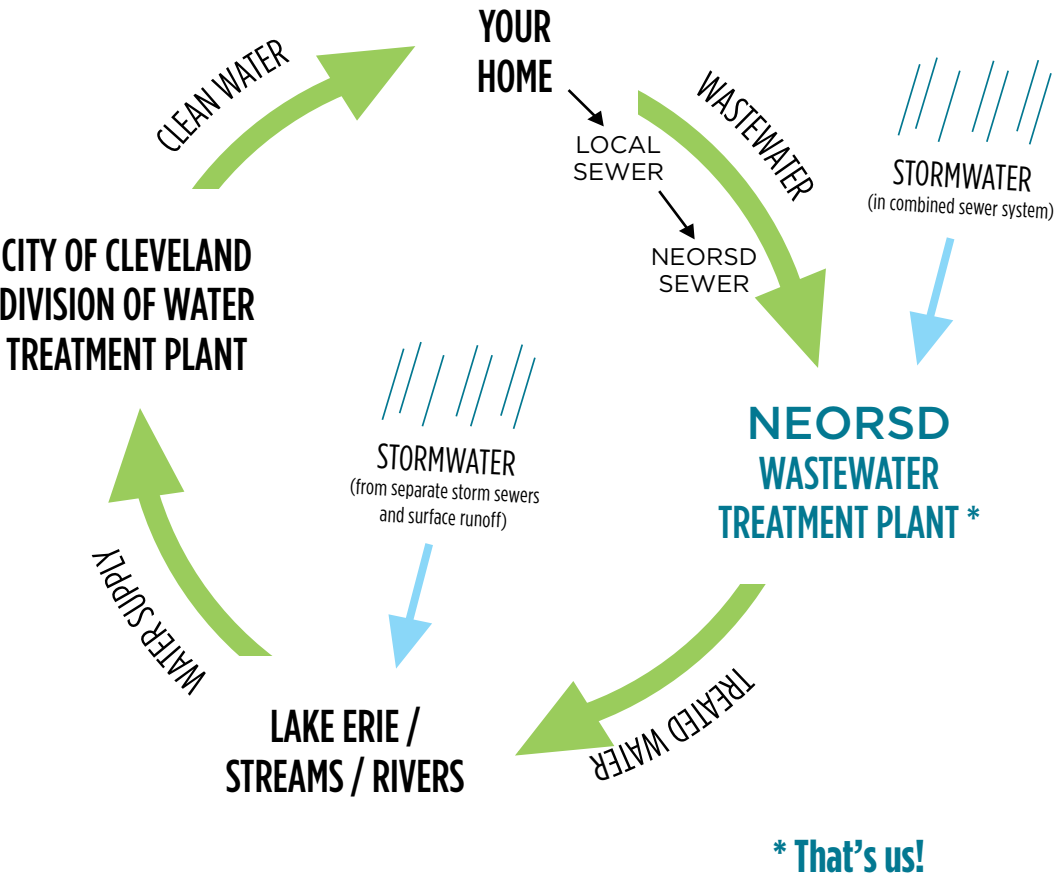 YOUR
HOME
CLEAN WATER
WASTEWATER
LOCAL
SEWER
NEORSD
SEWER
STORMWATER
(in combined sewer system)
CITY OF CLEVELAND
DIVISION OF WATER
TREATMENT PLANT
STORMWATER
(from separate storm sewers
and surface runoff)
NEORSD
WASTEWATER
TREATMENT PLANT *
WATER SUPPLY
TREATED WATER
LAKE ERIE /
STREAMS / RIVERS
* That's us!